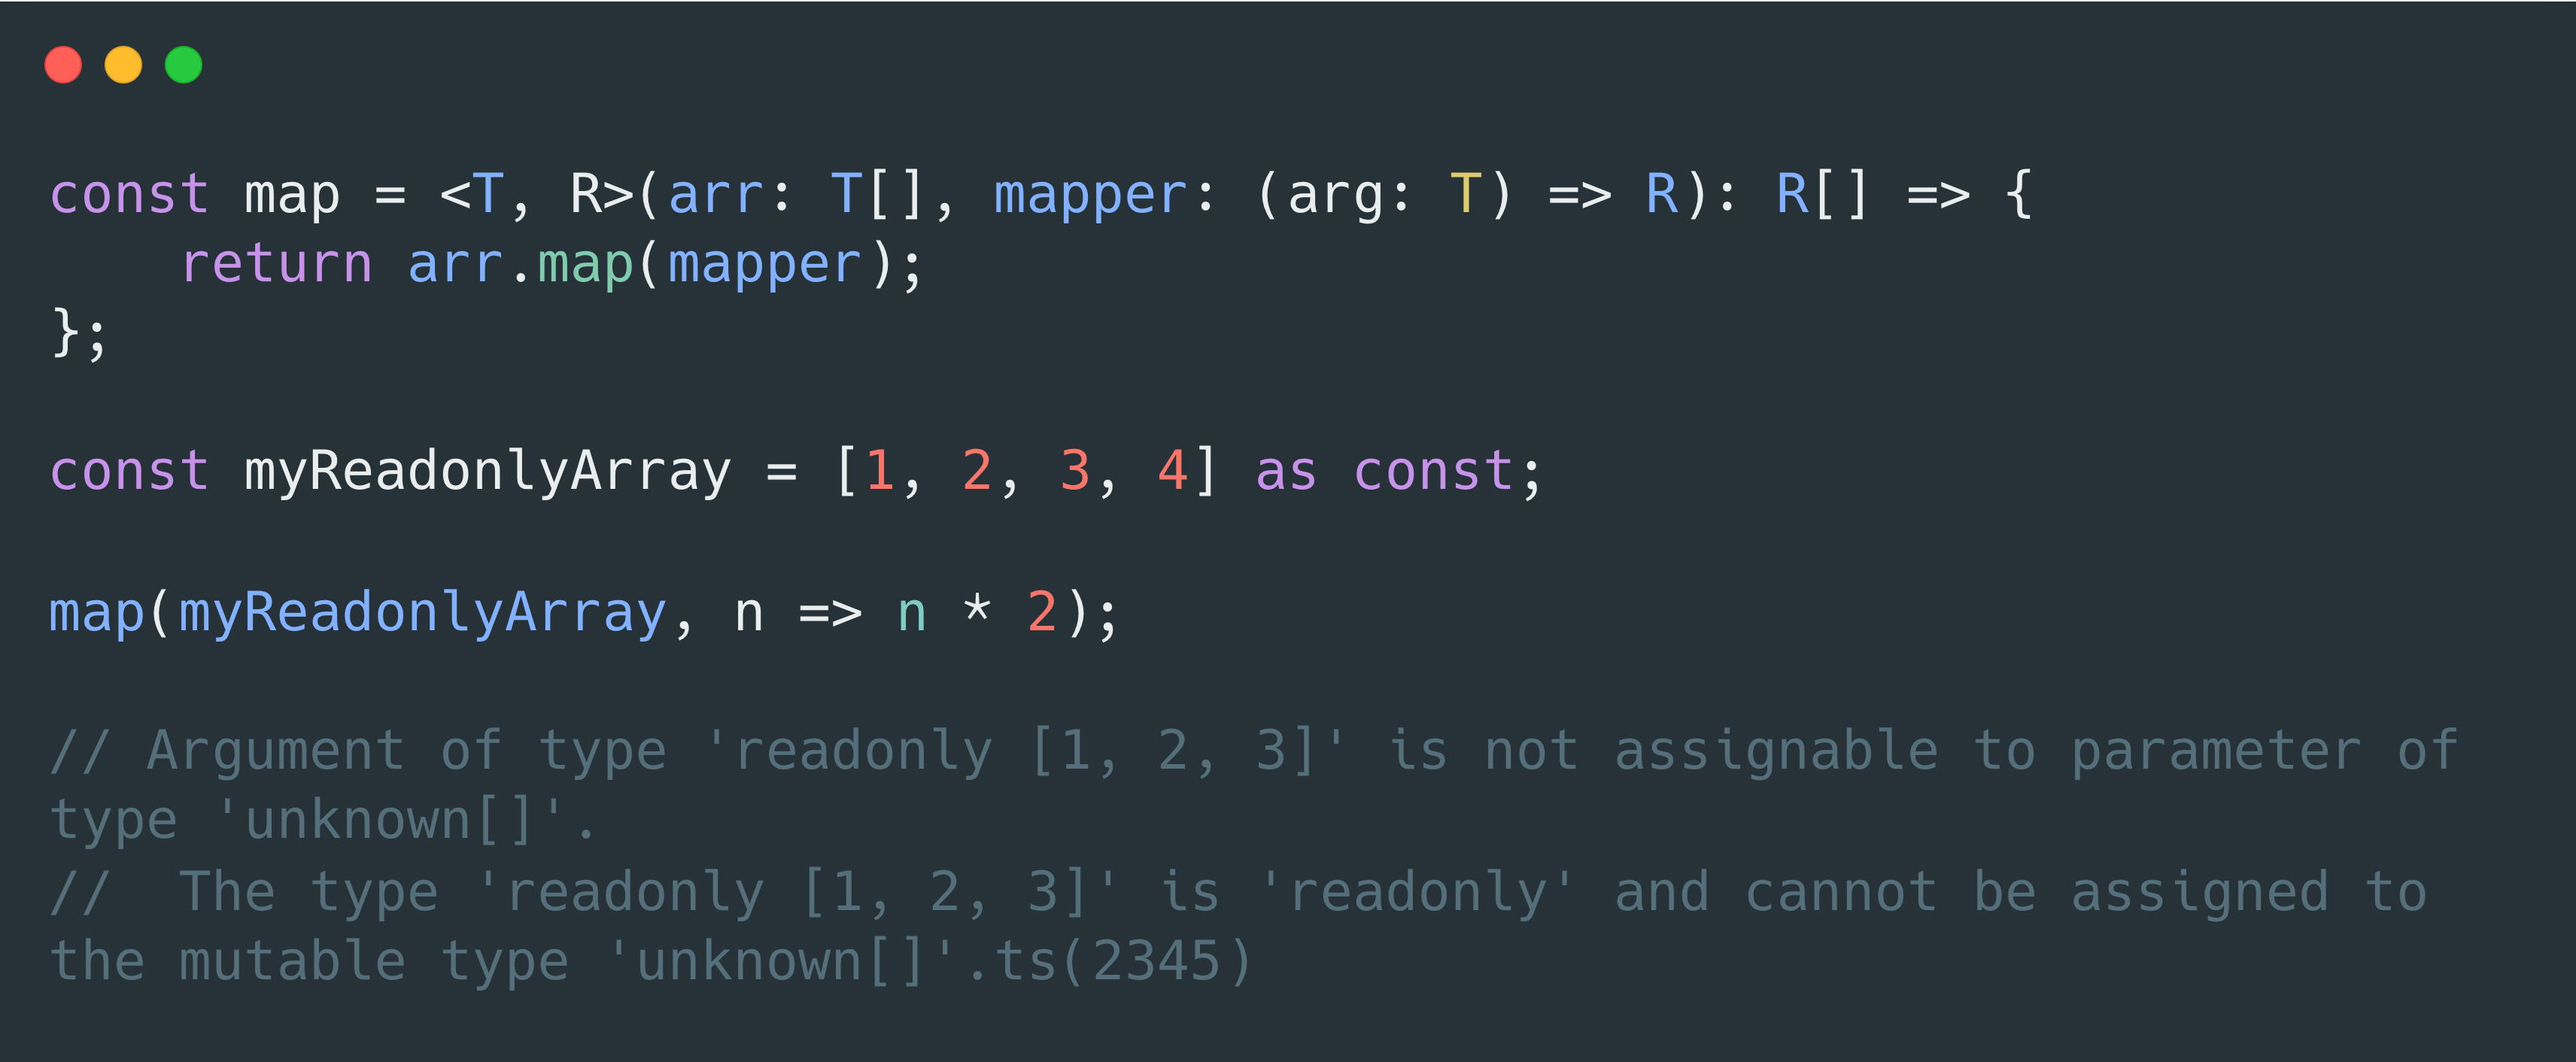 const map = <T, R>(arr: T[], mapper: (arg: T) => R): R[] => {
    return arr.map(mapper);
};
const myReadonlyArray = [1, 2, 3, 4] as const;
map(myReadonlyArray, n => n * 2);
// Argument of type 'readonly [1, 2, 3]' is not assignable to parameter of
type 'unknown[]'.
//  The type 'readonly [1, 2, 3]' is 'readonly' and cannot be assigned to
the mutable type 'unknown[]'.ts(2345)